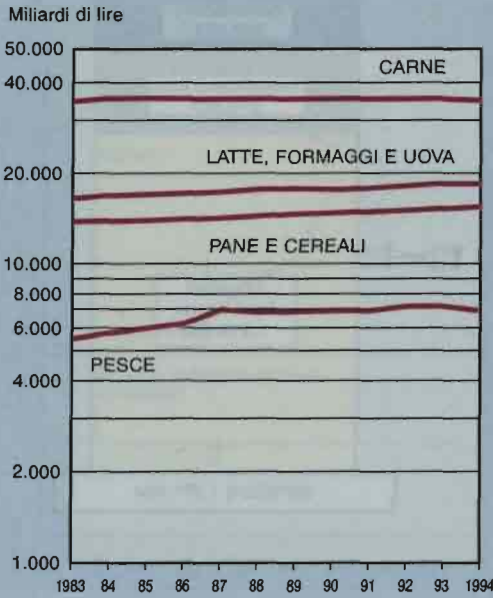 Miliardi di lire
50.000
40.000
CARNE
LATTE, FORMAGGI E UOVA
20.000
PANE E CEREALI
10.000
8.000
6.000
PESCE
4.000
2.000
1.000
1983 84 85 86 87 88 89 90 91 92 93 1994